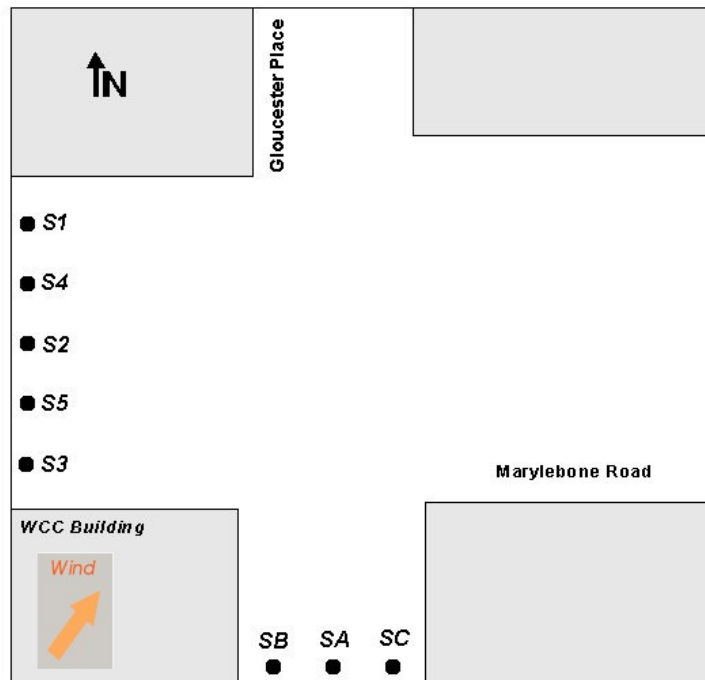 Gloucester Place
N
S1
S4
S2
S5
S3
Marylebone Road
WCC Building
Wind
SB SA SC